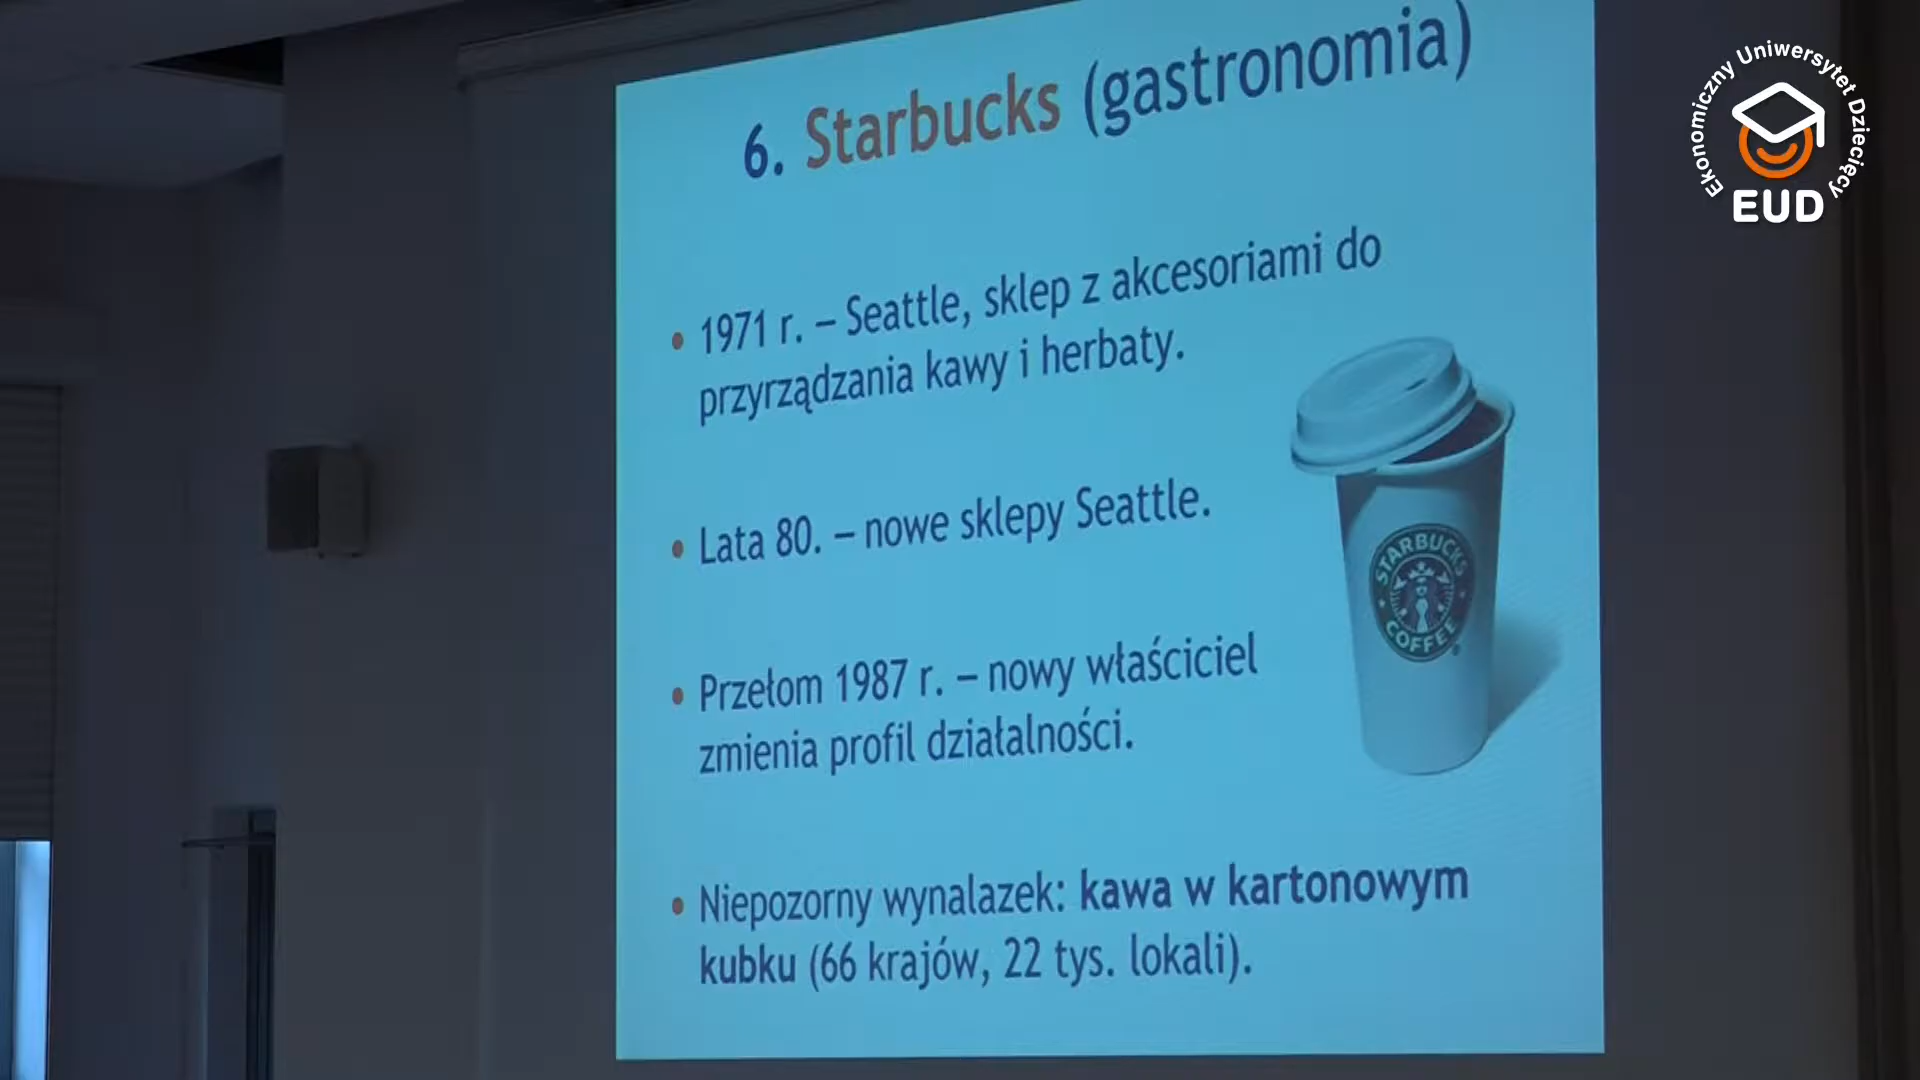 6. Starbucks (gastronomia)
• 1971 r. – Seattle, sklep z akcesoriami do
przyrządzania kawy i herbaty.
• Lata 80. – nowe sklepy Seattle.
• Przełom 1987 r. – nowy właściciel
zmienia profil działalności.
• Niepozorny wynalazek: kawa w kartonowym
kubku (66 krajów, 22 tys. lokali).
STARBUCKS
COFFEE
Ekonomiczny Uniwersytet Dziecięcy
EUD